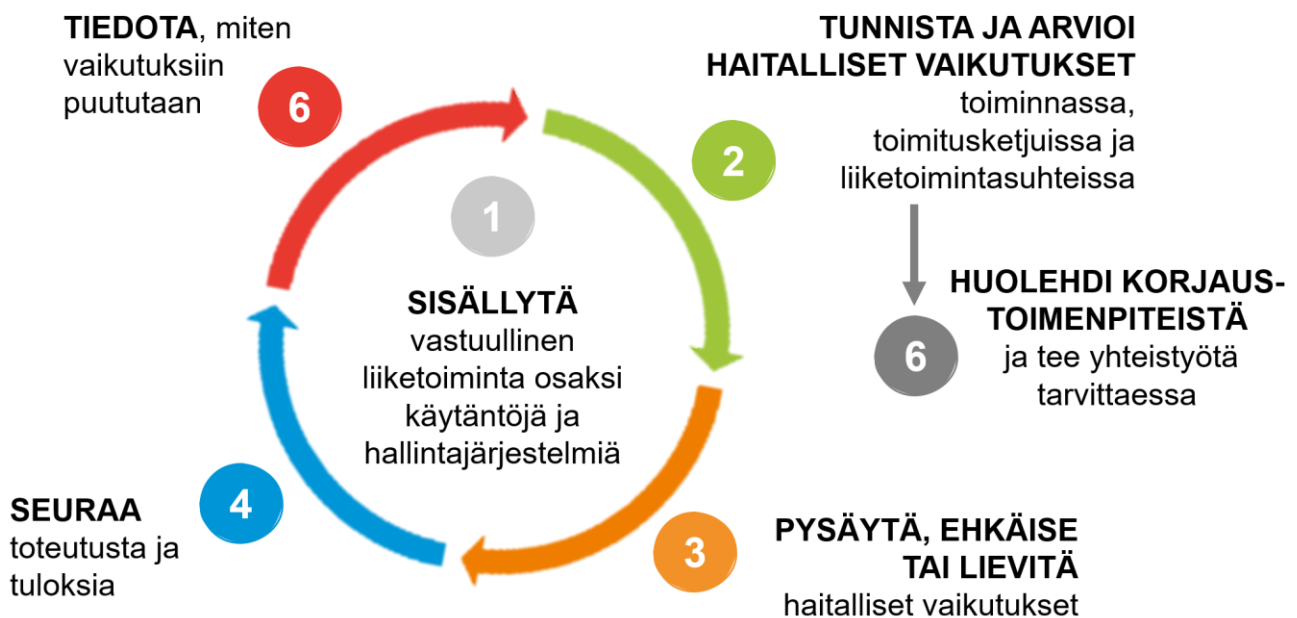 TIEDOTA, miten
vaikutuksiin
puututaan
6
TUNNISTA JA ARVIOI
HAITALLISET VAIKUTUKSET
toiminnassa,
toimitusketjuissa ja
liiketoimintasuhteissa
2
1
SISÄLLYTÄ
vastuullinen
liiketoiminta osaksi
käytäntöjä ja
hallintajärjestelmiä
HUOLEHDI KORJAUS-
TOIMENPITEISTÄ
ja tee yhteistyötä
tarvittaessa
6
SEURAA
toteutusta ja
tuloksia
4
3
PYSÄYTÄ, EHKÄISE
TAI LIEVITÄ
haitalliset vaikutukset